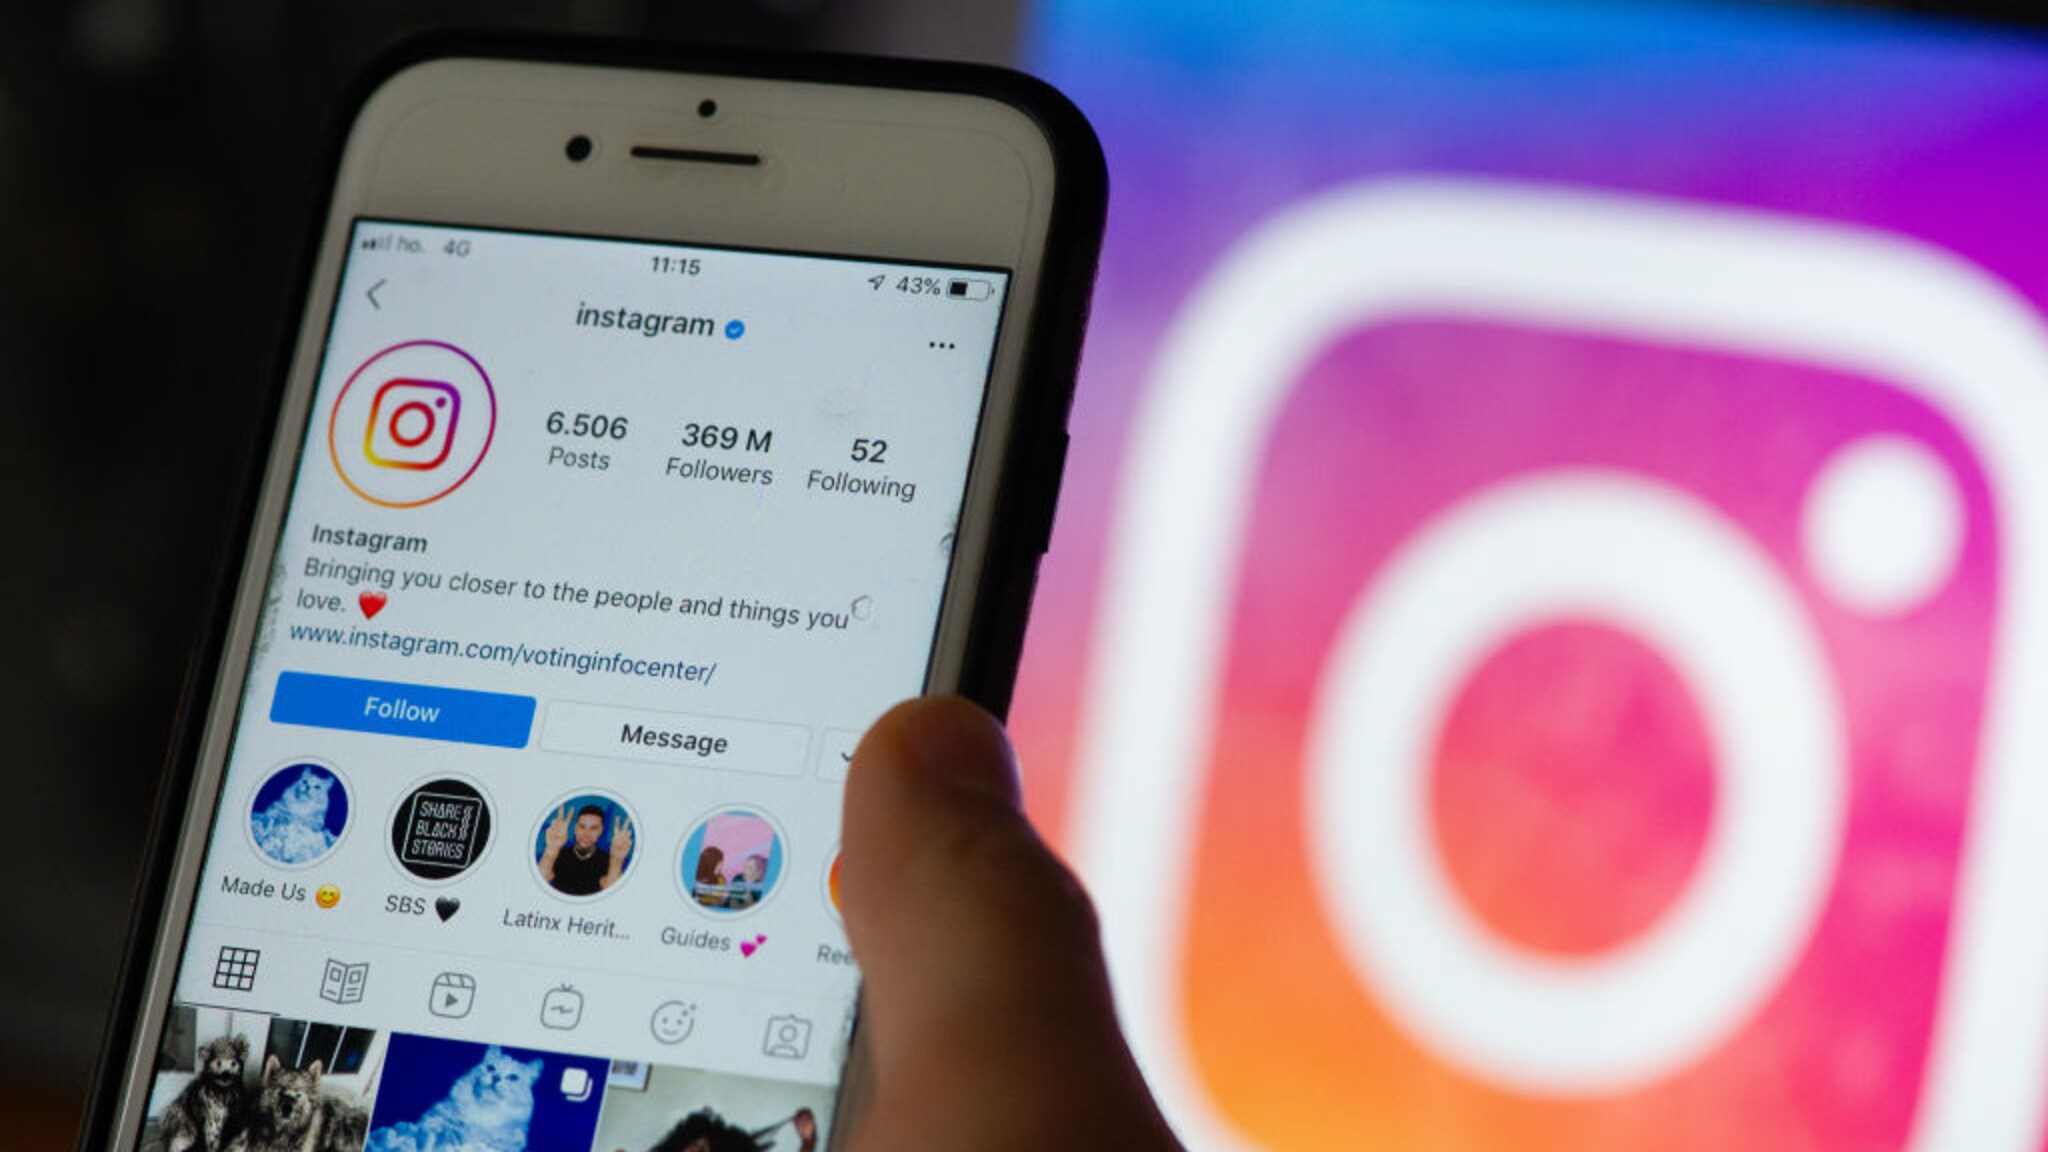 ho. 4G
11:15
43%
instagram
6.506 369 M 52
Posts Followers Following
Instagram
Bringing you closer to the people and things you
love. ❤️
www.instagram.com/votinginfocenter/
Follow Message
SHARE
BLACK
STORIES
Made Us 😊 SBS 🖤 Latinx Herit... Guides 💕 Ree